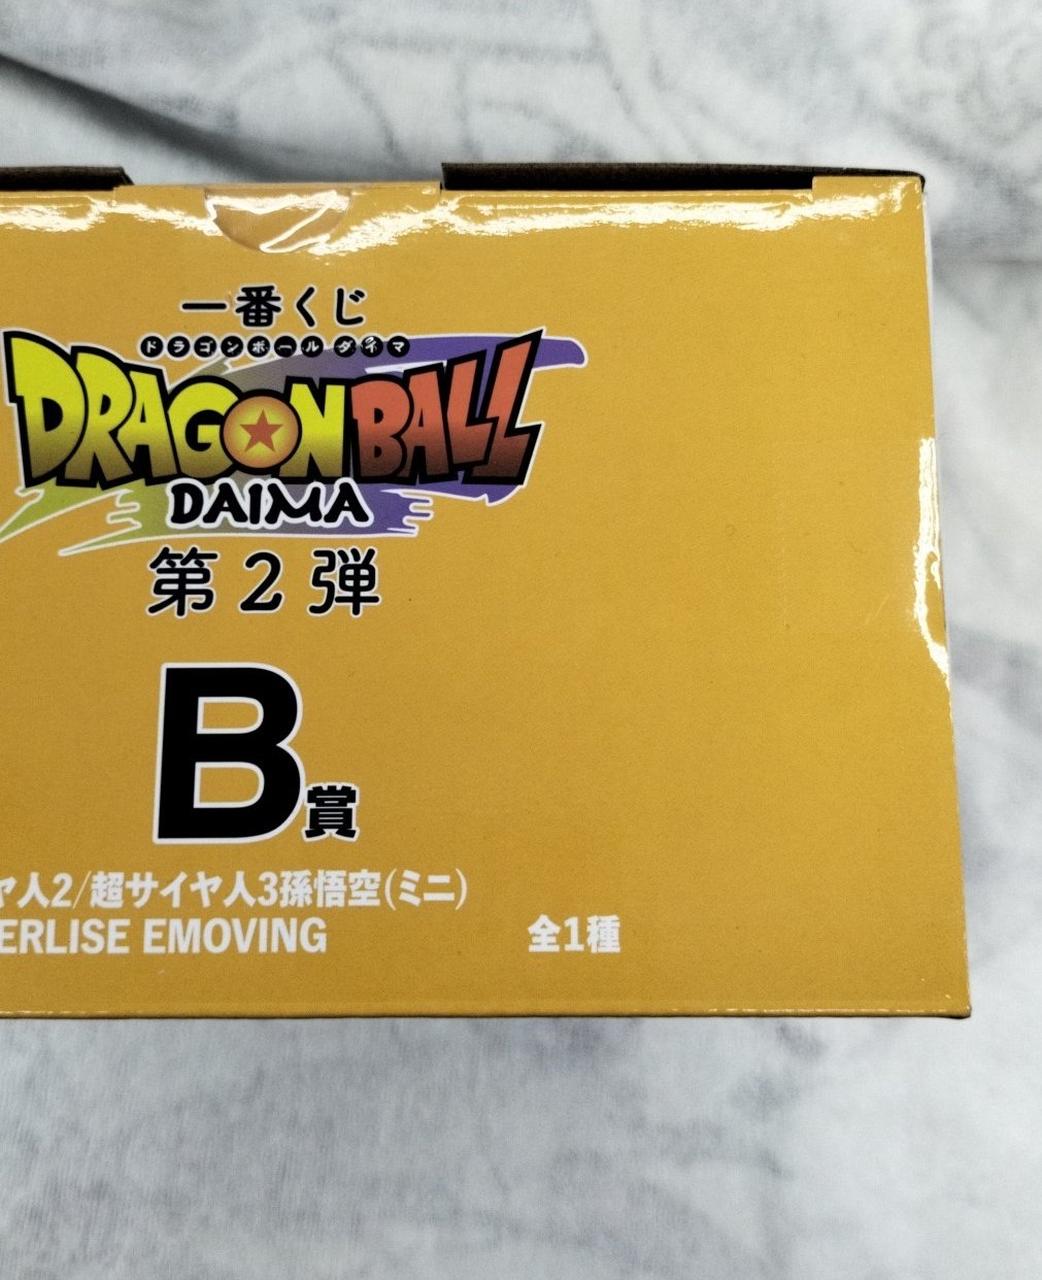 一番くじ
ドラゴンボール ダイマ
DRAGON BALL
DAIMA
第2弾
B賞
ヤ人2/超サイヤ人3孫悟空(ミニ)
ERLISE EMOVING
全1種